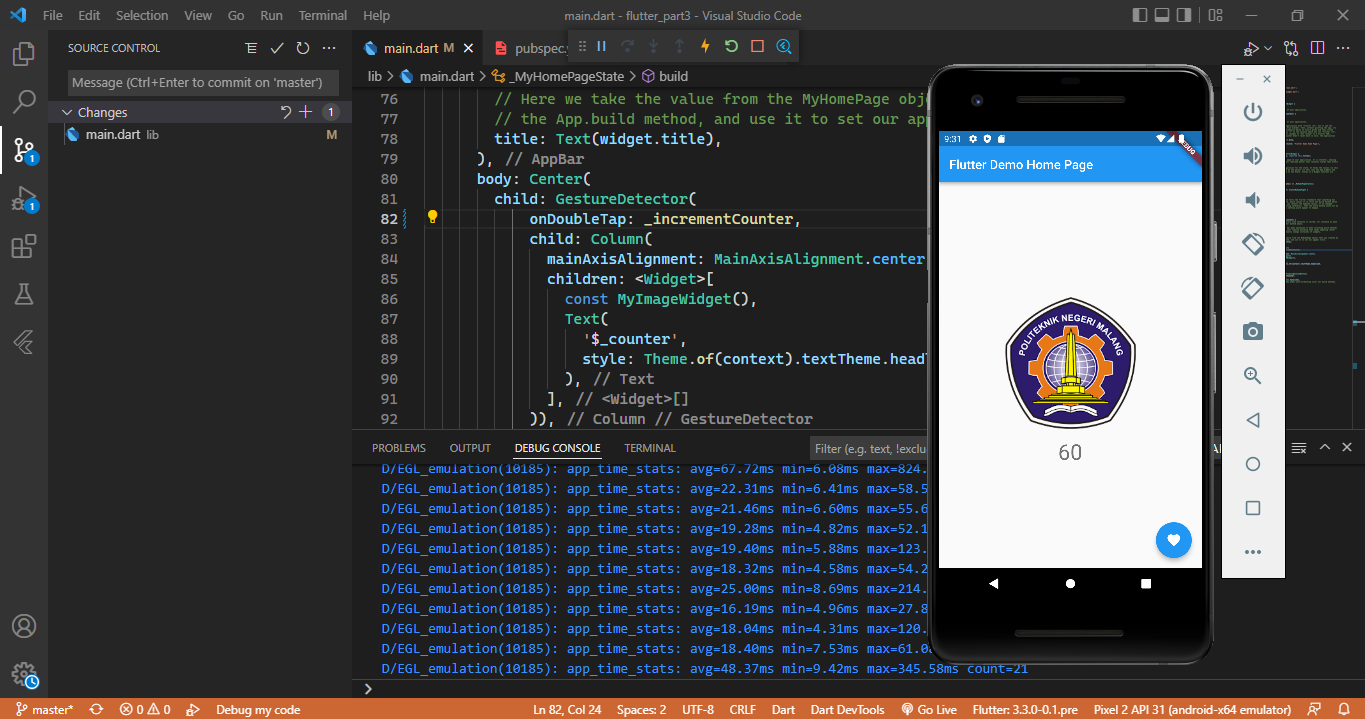 File Edit Selection View Go Run Terminal Help
main.dart - flutter_part3 - Visual Studio Code
SOURCE CONTROL
Message (Ctrl+Enter to commit on 'master')
Changes 1
main.dart lib M
1
1
main.dart M
pubspec.
lib > main.dart > _MyHomePageState > build
76 // Here we take the value from the MyHomePage obj
77 // the App.build method, and use it to set our app
78 title: Text(widget.title),
79 ), // AppBar
80 body: Center(
81 child: GestureDetector(
82 onDoubleTap: _incrementCounter,
83 child: Column(
84 mainAxisAlignment: MainAxisAlignment.center
85 children: <Widget>[
86 const MyImageWidget(),
87 Text(
88 '$_counter',
89 style: Theme.of(context).textTheme.head
90 ), // Text
91 ], // <Widget>[]
92 )), // Column // GestureDetector
PROBLEMS OUTPUT DEBUG CONSOLE TERMINAL
Filter (e.g. text, !exclu
D/EGL_emulation(10185): app_time_stats: avg=67.72ms min=6.08ms max=824.
D/EGL_emulation(10185): app_time_stats: avg=22.31ms min=6.41ms max=58.5
D/EGL_emulation(10185): app_time_stats: avg=21.46ms min=6.60ms max=55.6
D/EGL_emulation(10185): app_time_stats: avg=19.28ms min=4.82ms max=52.1
D/EGL_emulation(10185): app_time_stats: avg=19.40ms min=5.88ms max=123.
D/EGL_emulation(10185): app_time_stats: avg=18.32ms min=4.58ms max=54.2
D/EGL_emulation(10185): app_time_stats: avg=25.00ms min=8.69ms max=214.
D/EGL_emulation(10185): app_time_stats: avg=16.19ms min=4.96ms max=27.8
D/EGL_emulation(10185): app_time_stats: avg=18.04ms min=4.31ms max=120.
D/EGL_emulation(10185): app_time_stats: avg=18.40ms min=7.53ms max=61.0
D/EGL_emulation(10185): app_time_stats: avg=48.37ms min=9.42ms max=345.58ms count=21
9:31
DEBUG
Flutter Demo Home Page
POLITEKNIK NEGERI MALANG
60
master* 0 0 Debug my code Ln 82, Col 24 Spaces: 2 UTF-8 CRLF Dart Dart DevTools Go Live Flutter: 3.3.0-0.1.pre Pixel 2 API 31 (android-x64 emulator)